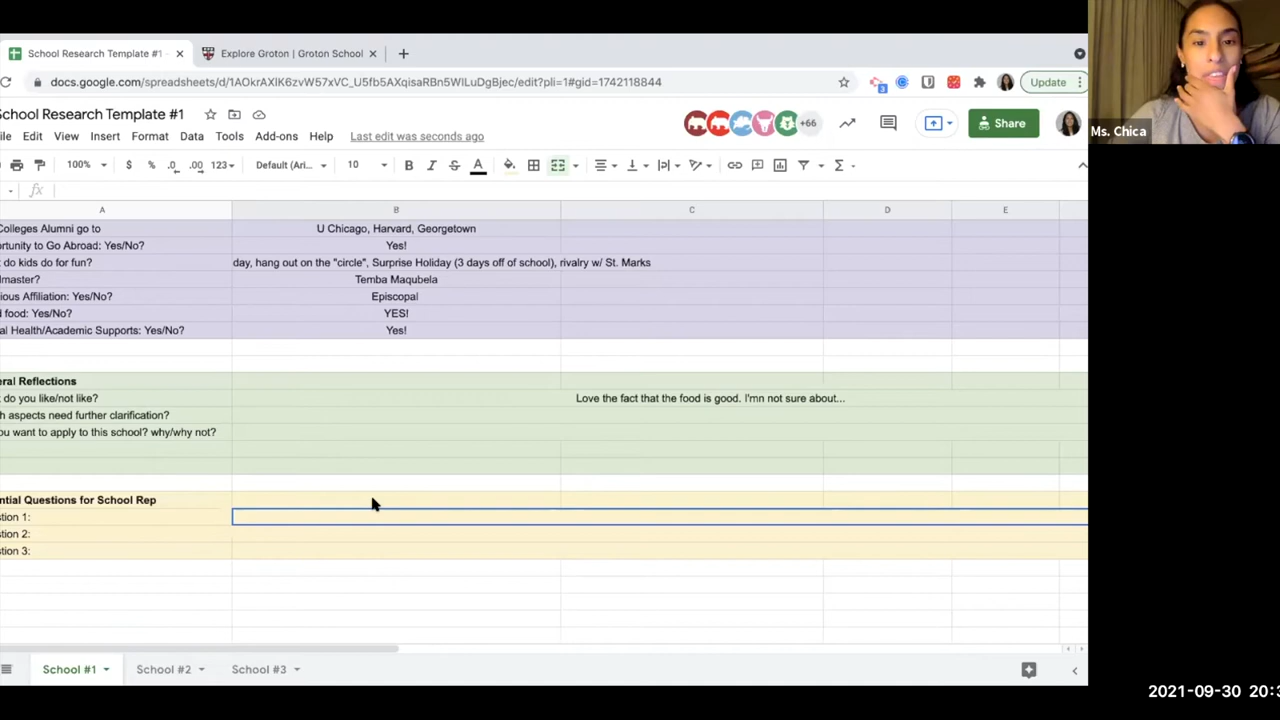 School Research Template #1
Explore Groton | Groton School
docs.google.com/spreadsheets/d/1AOkrAXlK6zvW57xVC_U5fb5AXqisaRBn5WILuDgBjec/edit?pli=1#gid=1742118844
Update
School Research Template #1
ile Edit View Insert Format Data Tools Add-ons Help Last edit was seconds ago
+66
Share
Ms. Chica
100% $ % .0 .00 123 Default (Ari... 10 B I S A
fx
A B C D E
Colleges Alumni go to U Chicago, Harvard, Georgetown
ortunity to Go Abroad: Yes/No? Yes!
do kids do for fun? day, hang out on the "circle", Surprise Holiday (3 days off of school), rivalry w/ St. Marks
dmaster? Temba Maqubela
ious Affiliation: Yes/No? Episcopal
d food: Yes/No? YES!
al Health/Academic Supports: Yes/No? Yes!
eral Reflections
do you like/not like? Love the fact that the food is good. I'mn not sure about...
h aspects need further clarification?
ou want to apply to this school? why/why not?
ntial Questions for School Rep
stion 1:
stion 2:
stion 3:
School #1 School #2 School #3
2021-09-30 20:3